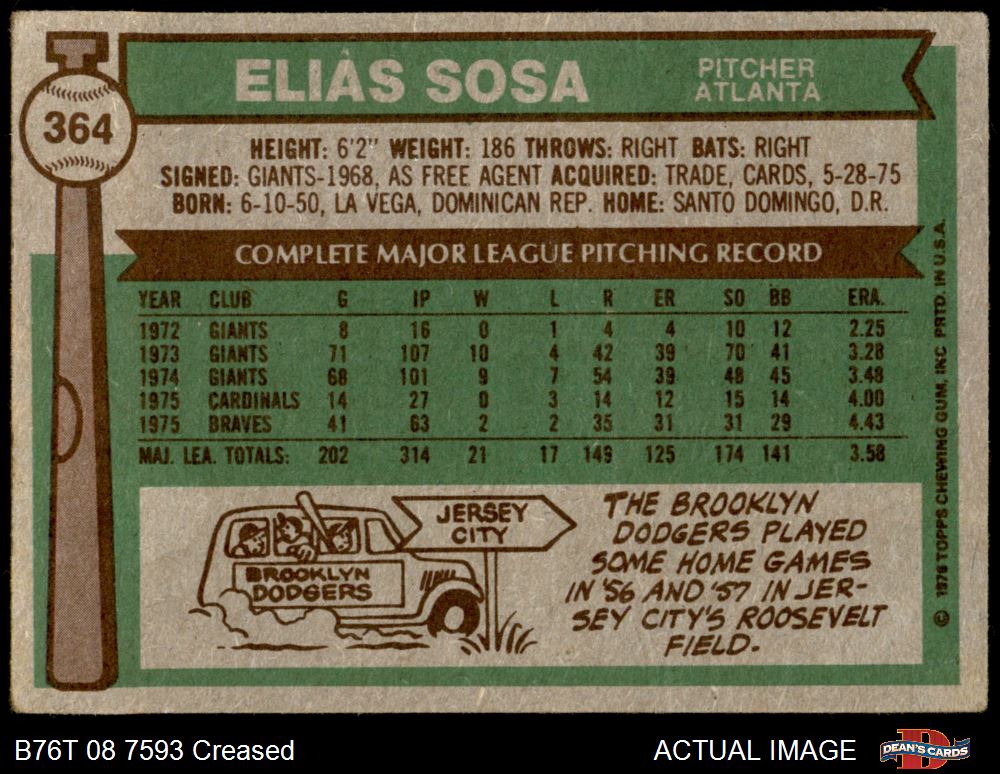 364
ELIAS SOSA
PITCHER
ATLANTA
HEIGHT: 6'2" WEIGHT: 186 THROWS: RIGHT BATS: RIGHT
SIGNED: GIANTS-1968, AS FREE AGENT ACQUIRED: TRADE, CARDS, 5-28-75
BORN: 6-10-50, LA VEGA, DOMINICAN REP. HOME: SANTO DOMINGO, D.R.
COMPLETE MAJOR LEAGUE PITCHING RECORD
YEAR CLUB G IP W L R ER SO BB ERA.
1972 GIANTS 8 16 0 1 4 4 10 12 2.25
1973 GIANTS 71 107 10 4 42 39 70 41 3.28
1974 GIANTS 68 101 9 7 54 39 48 45 3.48
1975 CARDINALS 14 27 0 3 14 12 15 14 4.00
1975 BRAVES 41 63 2 2 35 31 31 29 4.43
MAJ. LEA. TOTALS: 202 314 21 17 149 125 174 141 3.58
JERSEY
CITY
BROOKLYN
DODGERS
THE BROOKLYN
DODGERS PLAYED
SOME HOME GAMES
IN '56 AND '57 IN JER-
SEY CITY'S ROOSEVELT
FIELD.
© 1976 TOPPS CHEWING GUM, INC PRTD. IN U.S.A.
B76T 08 7593 Creased
ACTUAL IMAGE
DEAN'S CARDS